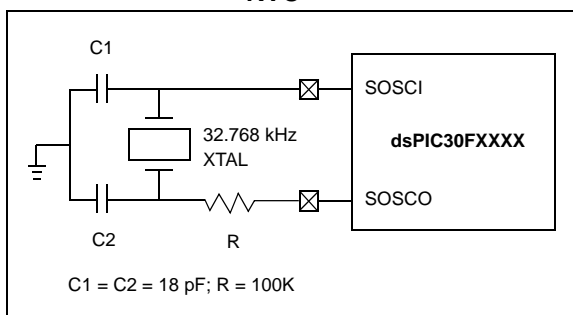 C1
SOSCI
32.768 kHz
XTAL
dsPIC30FXXXX
SOSCO
C2
R
C1 = C2 = 18 pF; R = 100K